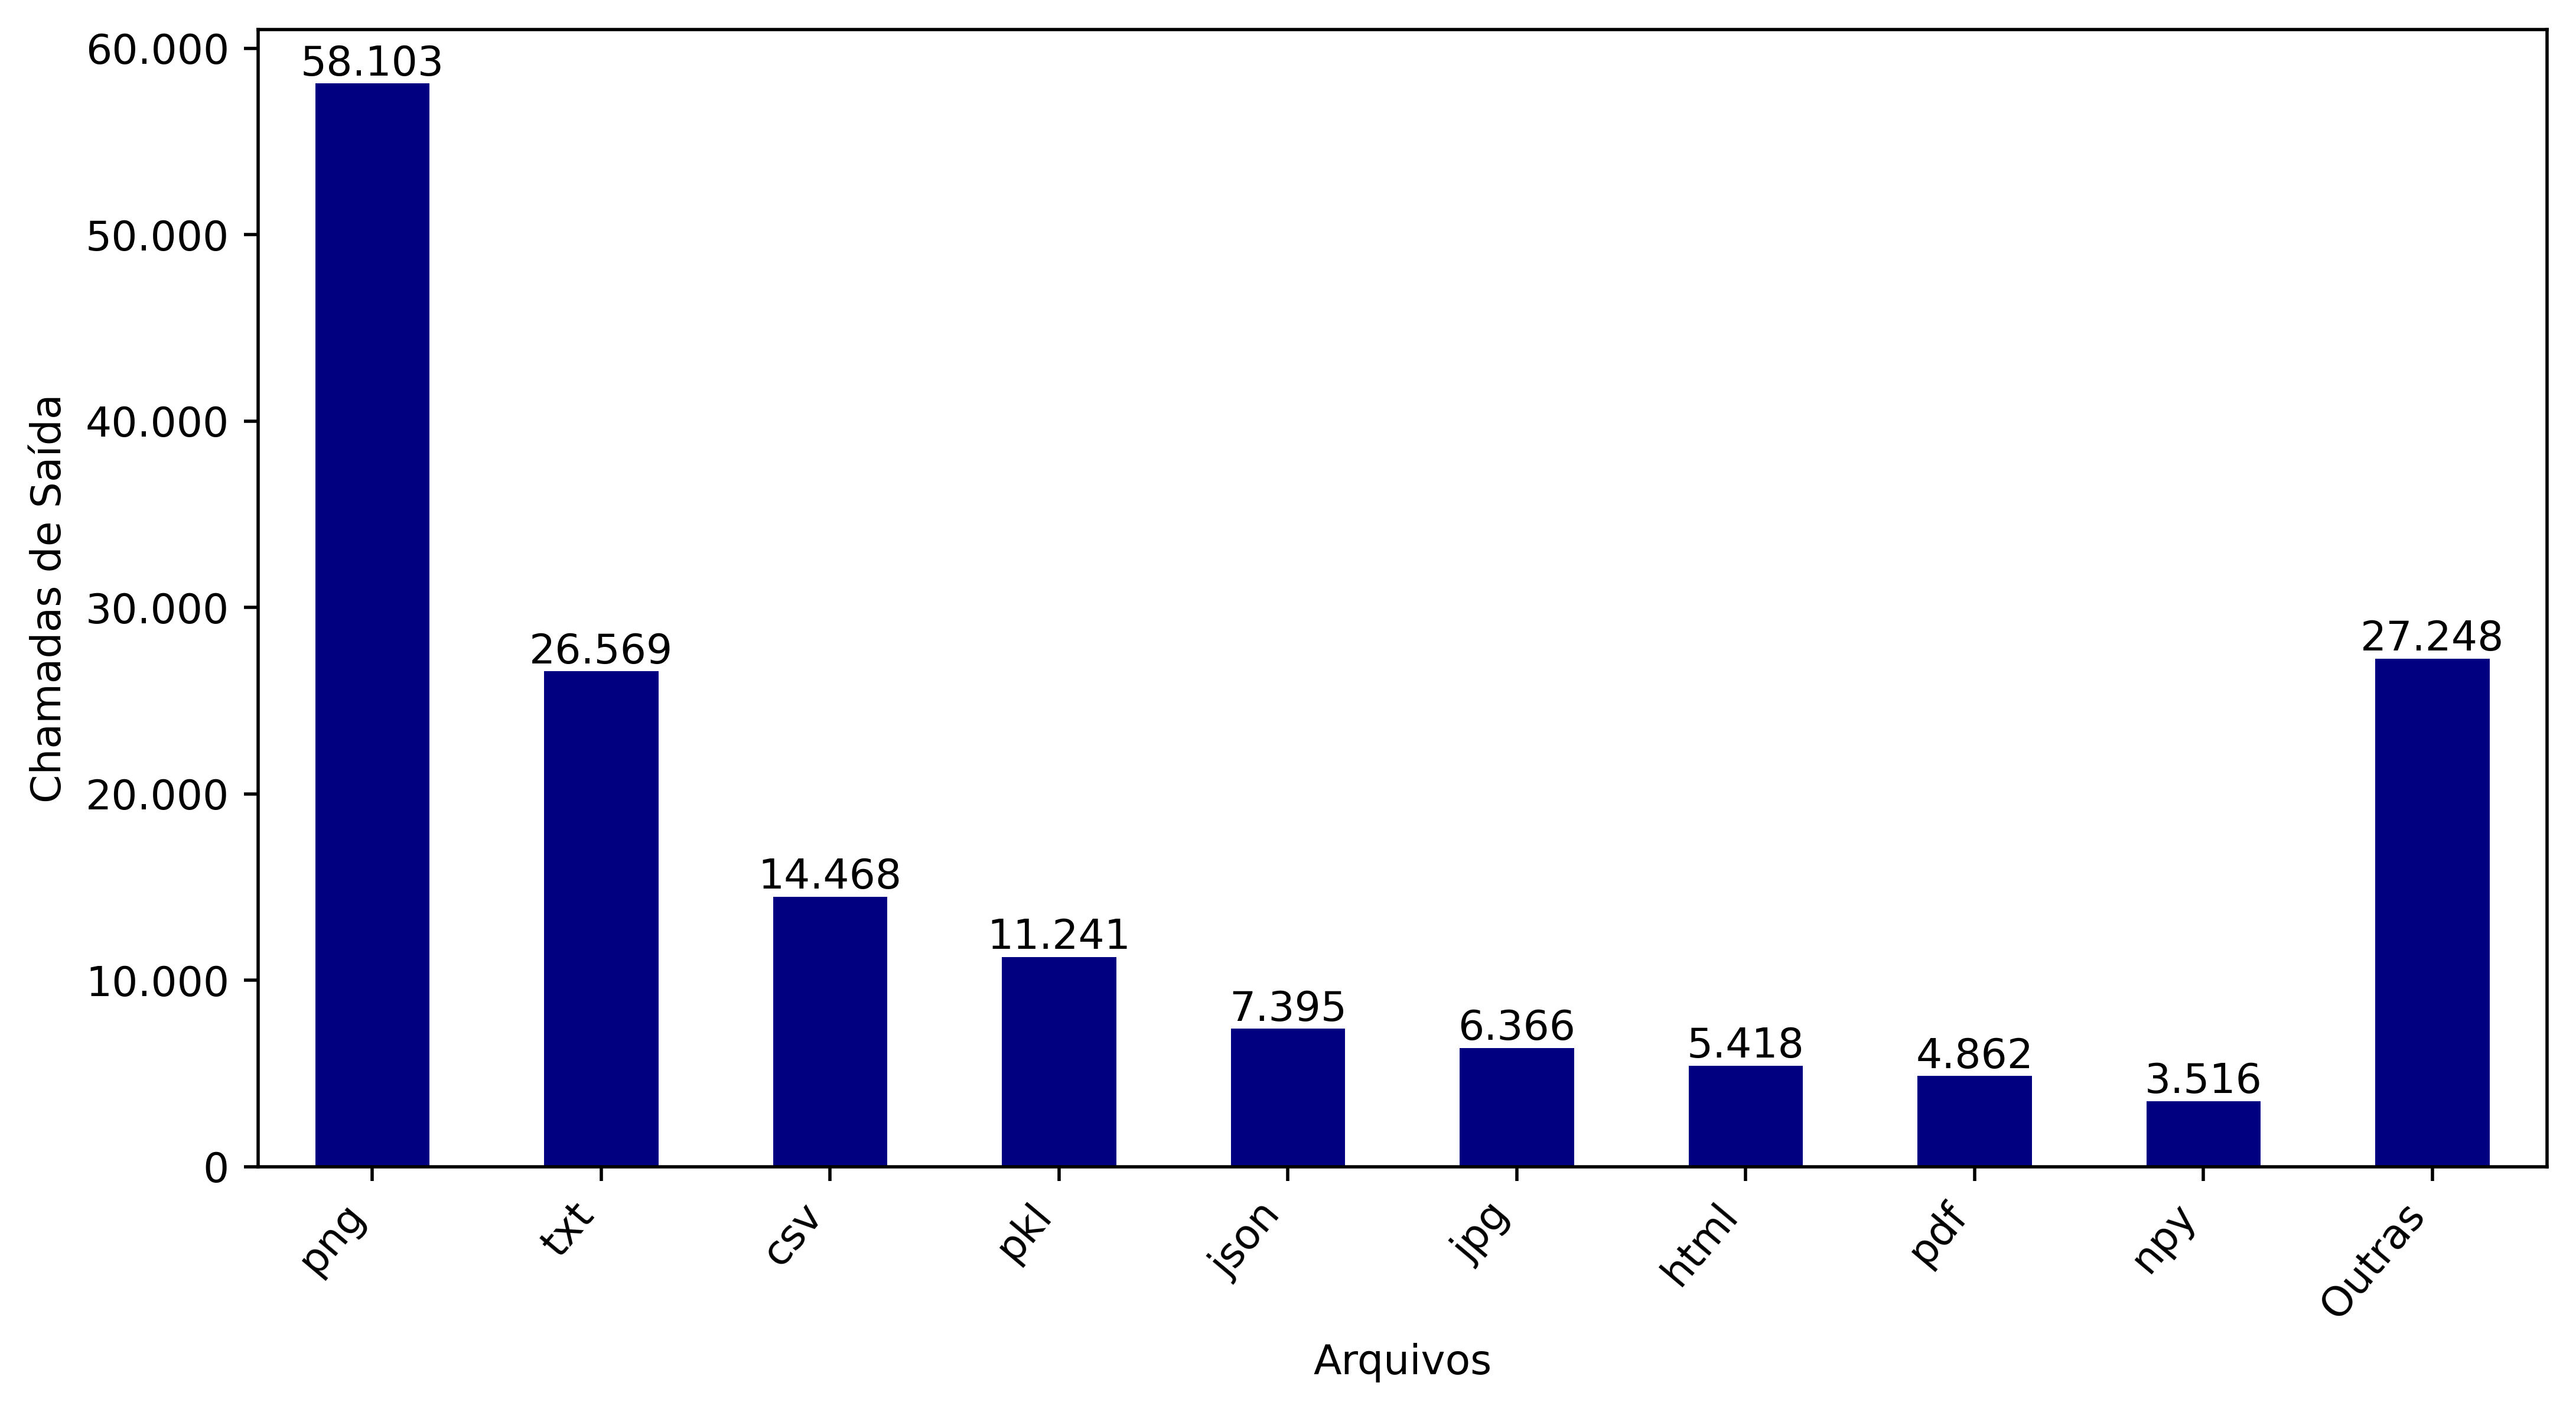 60.000
50.000
40.000
30.000
20.000
10.000
0
Chamadas de Saída
58.103
26.569
14.468
11.241
7.395
6.366
5.418
4.862
3.516
27.248
png
txt
csv
pkl
json
jpg
html
pdf
npy
Outras
Arquivos